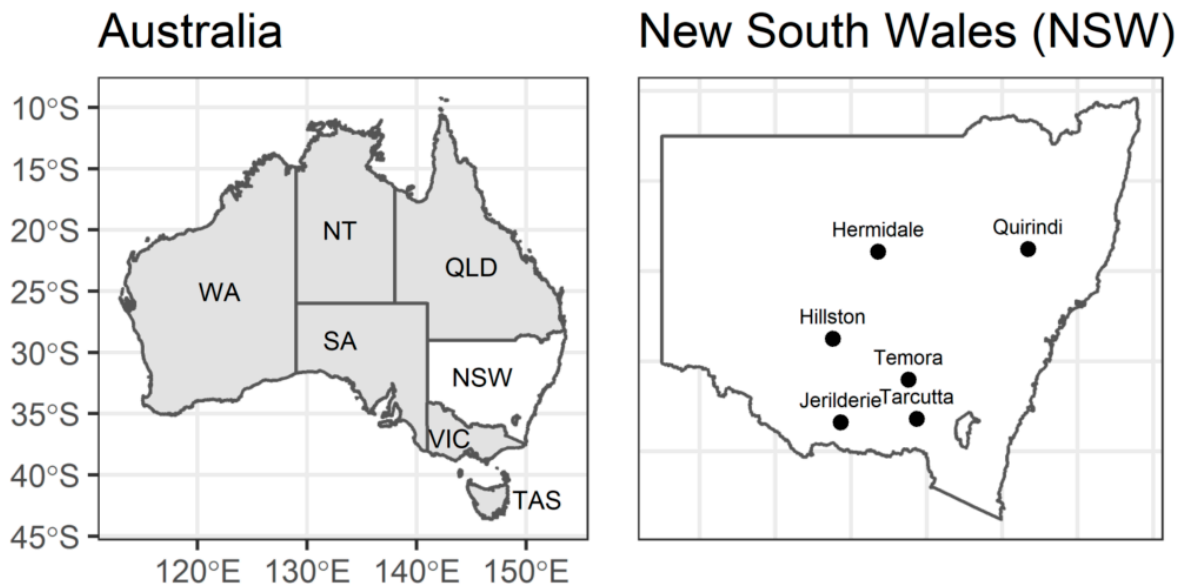 Australia
New South Wales (NSW)
10°S
15°S
20°S
25°S
30°S
35°S
40°S
45°S
NT
QLD
WA
SA
NSW
VIC
TAS
120°E 130°E 140°E 150°E
Hermidale
Quirindi
Hillston
Temora
Jerilderie
Tarcutta